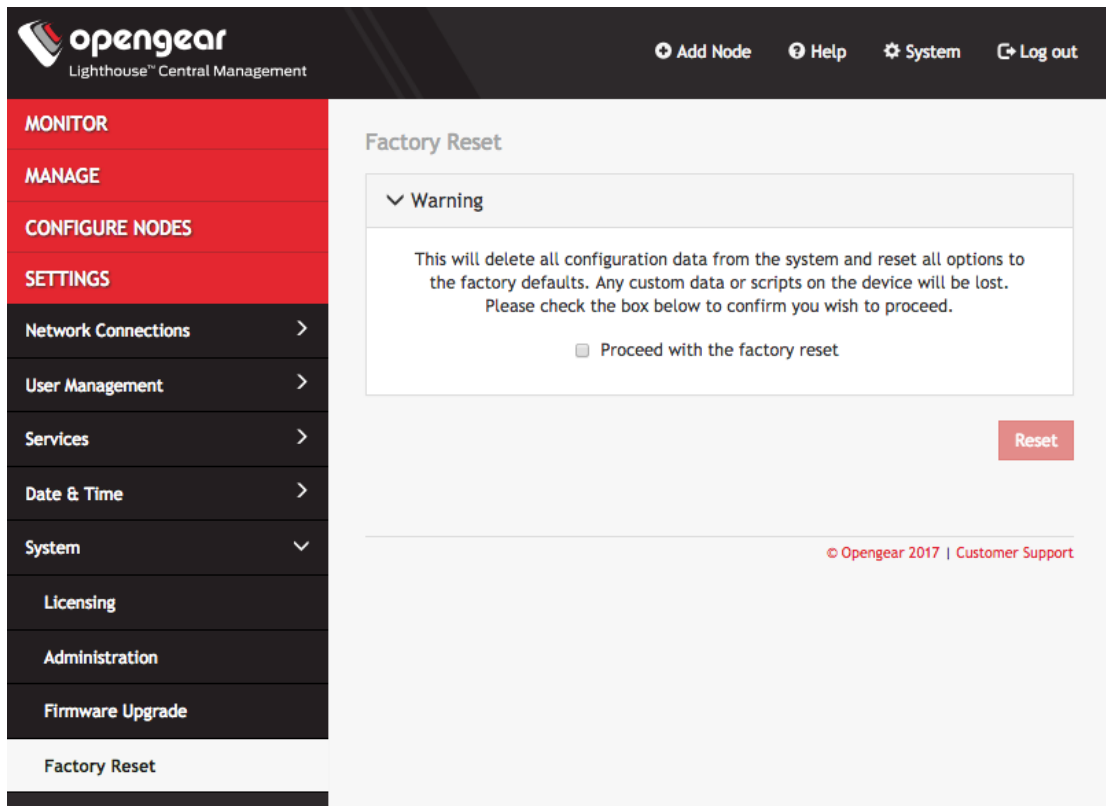 opengear
Lighthouse™ Central Management
Add Node
Help
System
Log out
MONITOR
MANAGE
CONFIGURE NODES
SETTINGS
Network Connections
User Management
Services
Date & Time
System
Licensing
Administration
Firmware Upgrade
Factory Reset
Factory Reset
Warning
This will delete all configuration data from the system and reset all options to
the factory defaults. Any custom data or scripts on the device will be lost.
Please check the box below to confirm you wish to proceed.
Proceed with the factory reset
Reset
© Opengear 2017 | Customer Support